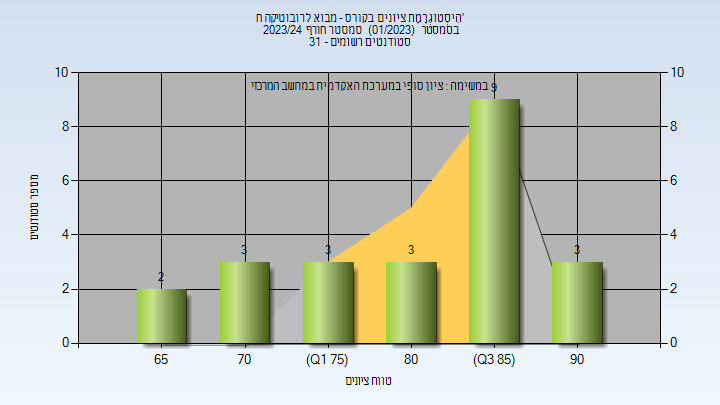 היסטוגרמת ציונים בקורס - מבוא לרובוטיקה ח'
בסמסטר (01/2023) סמסטר חורף 2023/24
סטודנטים רשומים - 31
במשימה : ציון סופי במערכת האקדמית במחשב המרכזי
10 10
9
8 8
6 6
4 4
3 3 3 3
2
2 2
0 0
מספר סטודנטים
65 70 (Q1 75) 80 (Q3 85) 90
טווח ציונים